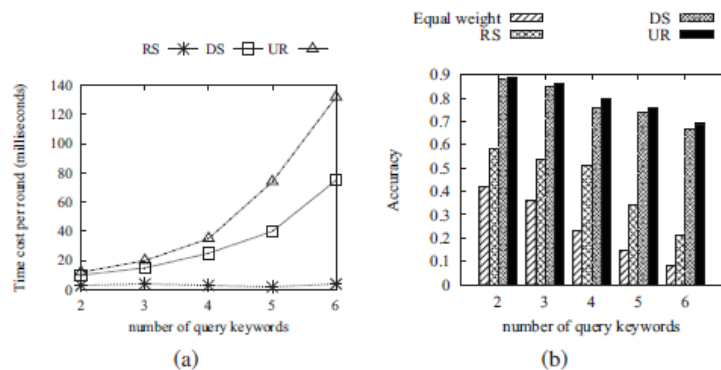 RS DS UR
Time cost per round (milliseconds)
140
120
100
80
60
40
20
0
2 3 4 5 6
number of query keywords
(a)
Equal weight DS
RS UR
Accuracy
0.9
0.8
0.7
0.6
0.5
0.4
0.3
0.2
0.1
0
2 3 4 5 6
number of query keywords
(b)